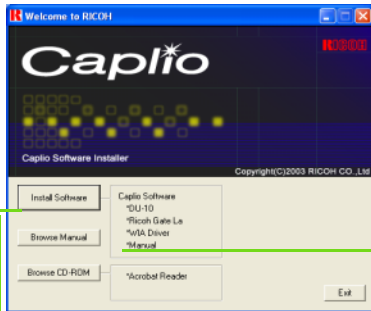 Welcome to RICOH
RICOH
Caplio
Caplio Software Installer
Copyright(C)2003 RICOH CO.,Ltd
Install Software
Caplio Software
*DU-10
*Ricoh Gate La
*WIA Driver
*Manual
Browse Manual
Browse CD-ROM
*Acrobat Reader
Exit